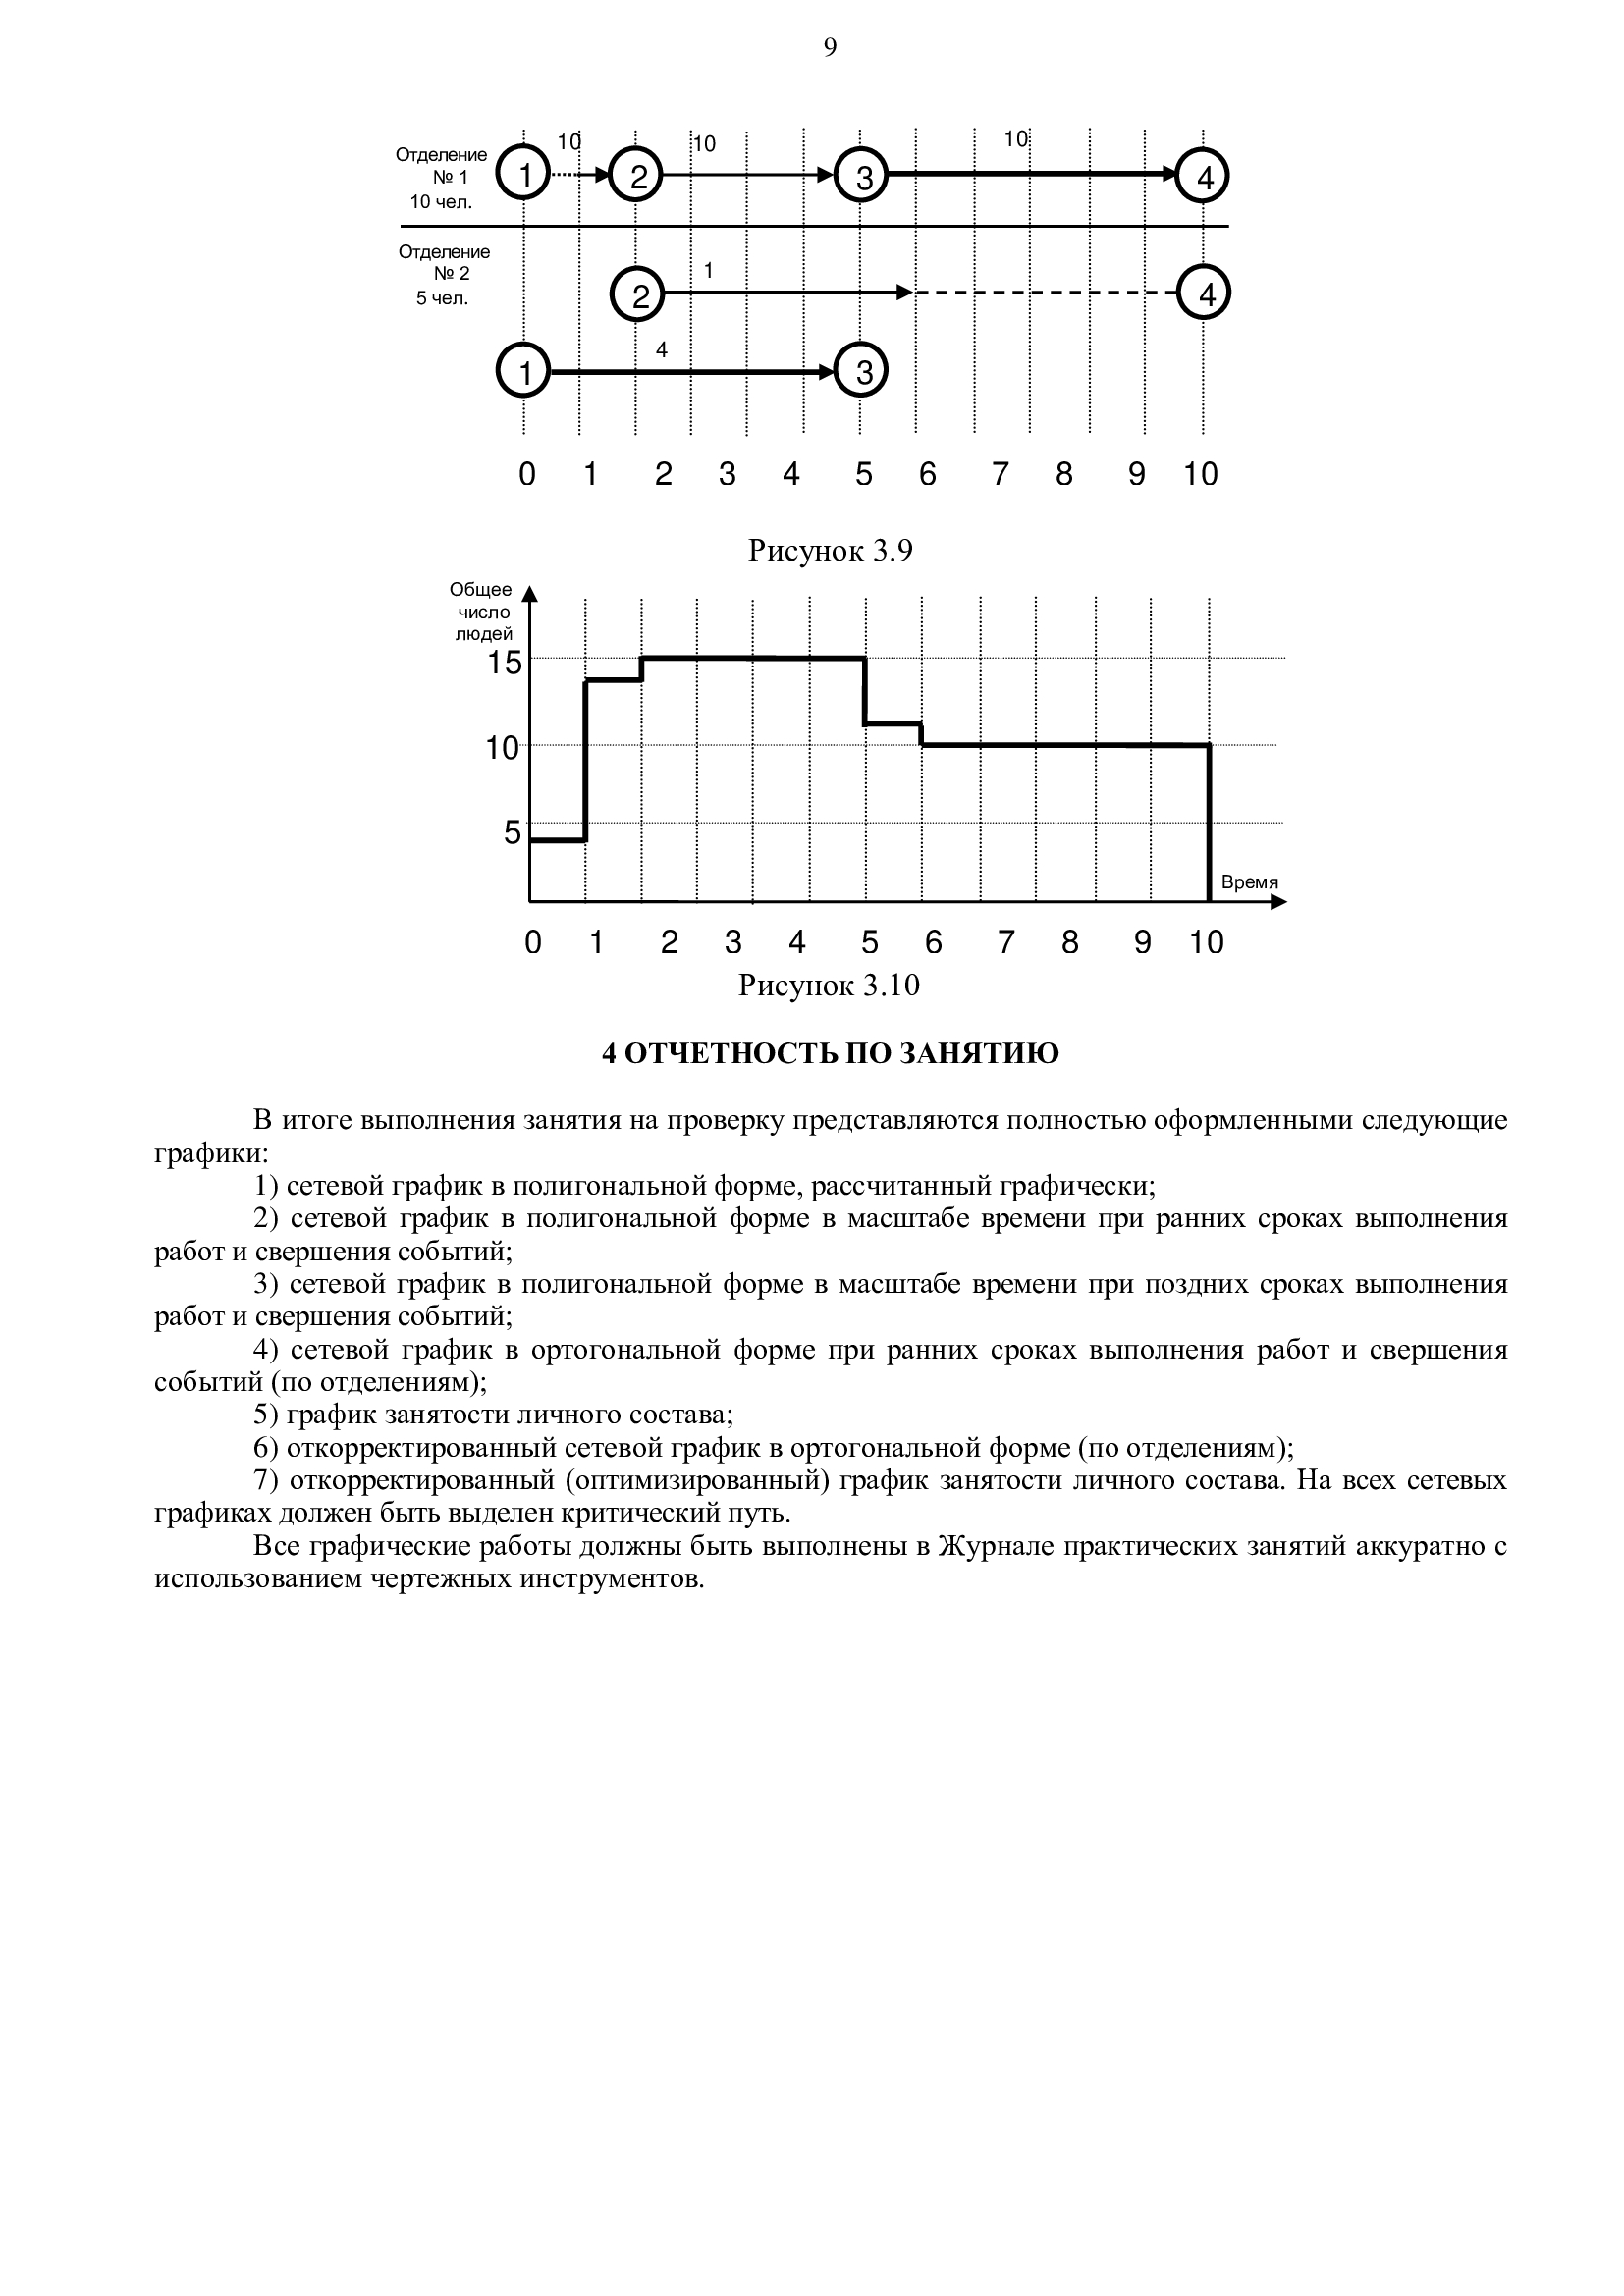 9
10
10
10
Отделение
№ 1
10 чел.
1
2
3
4
Отделение
№ 2
5 чел.
1
2
4
4
1
3
0 1 2 3 4 5 6 7 8 9 10
Рисунок 3.9
Общее
число
людей
15
10
5
Время
0 1 2 3 4 5 6 7 8 9 10
Рисунок 3.10
4 ОТЧЕТНОСТЬ ПО ЗАНЯТИЮ
В итоге выполнения занятия на проверку представляются полностью оформленными следующие
графики:
1) сетевой график в полигональной форме, рассчитанный графически;
2) сетевой график в полигональной форме в масштабе времени при ранних сроках выполнения
работ и свершения событий;
3) сетевой график в полигональной форме в масштабе времени при поздних сроках выполнения
работ и свершения событий;
4) сетевой график в ортогональной форме при ранних сроках выполнения работ и свершения
событий (по отделениям);
5) график занятости личного состава;
6) откорректированный сетевой график в ортогональной форме (по отделениям);
7) откорректированный (оптимизированный) график занятости личного состава. На всех сетевых
графиках должен быть выделен критический путь.
Все графические работы должны быть выполнены в Журнале практических занятий аккуратно с
использованием чертежных инструментов.